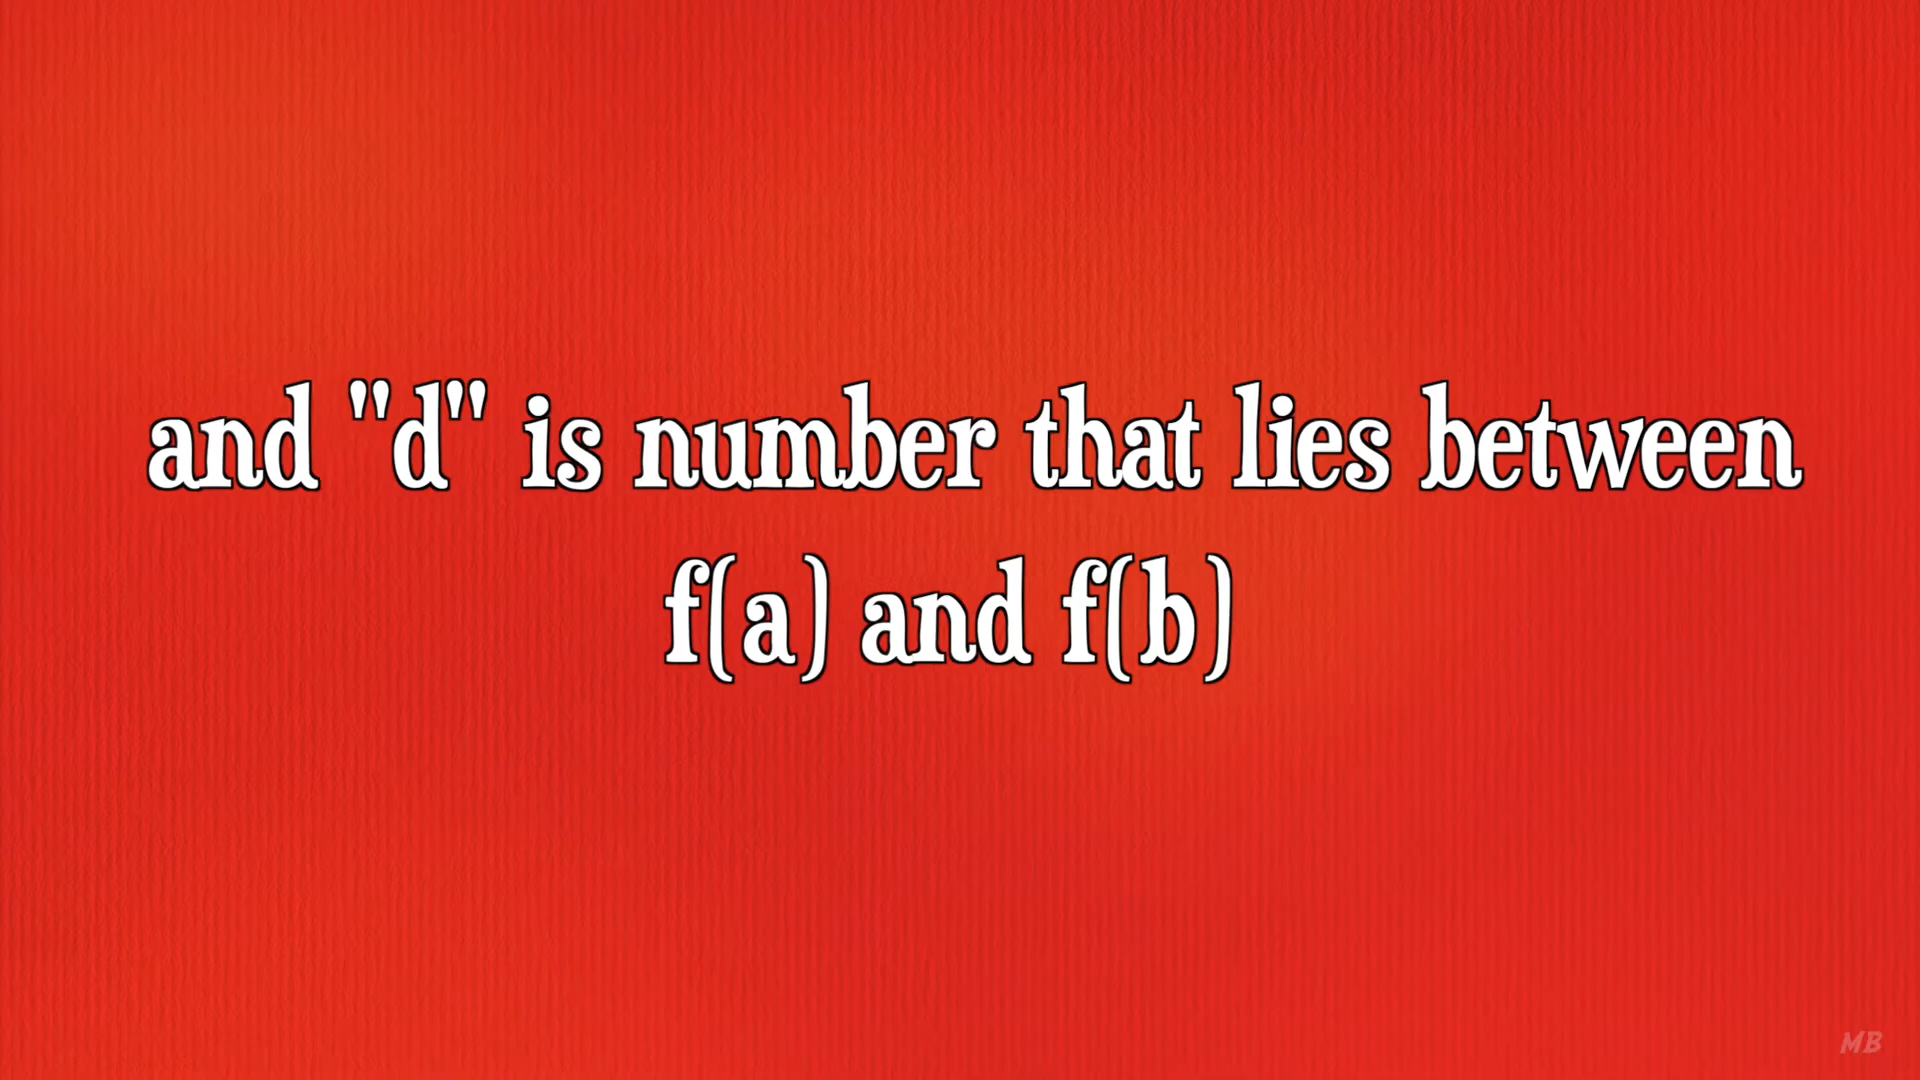 and "d" is number that lies between
f(a) and f(b)
MB